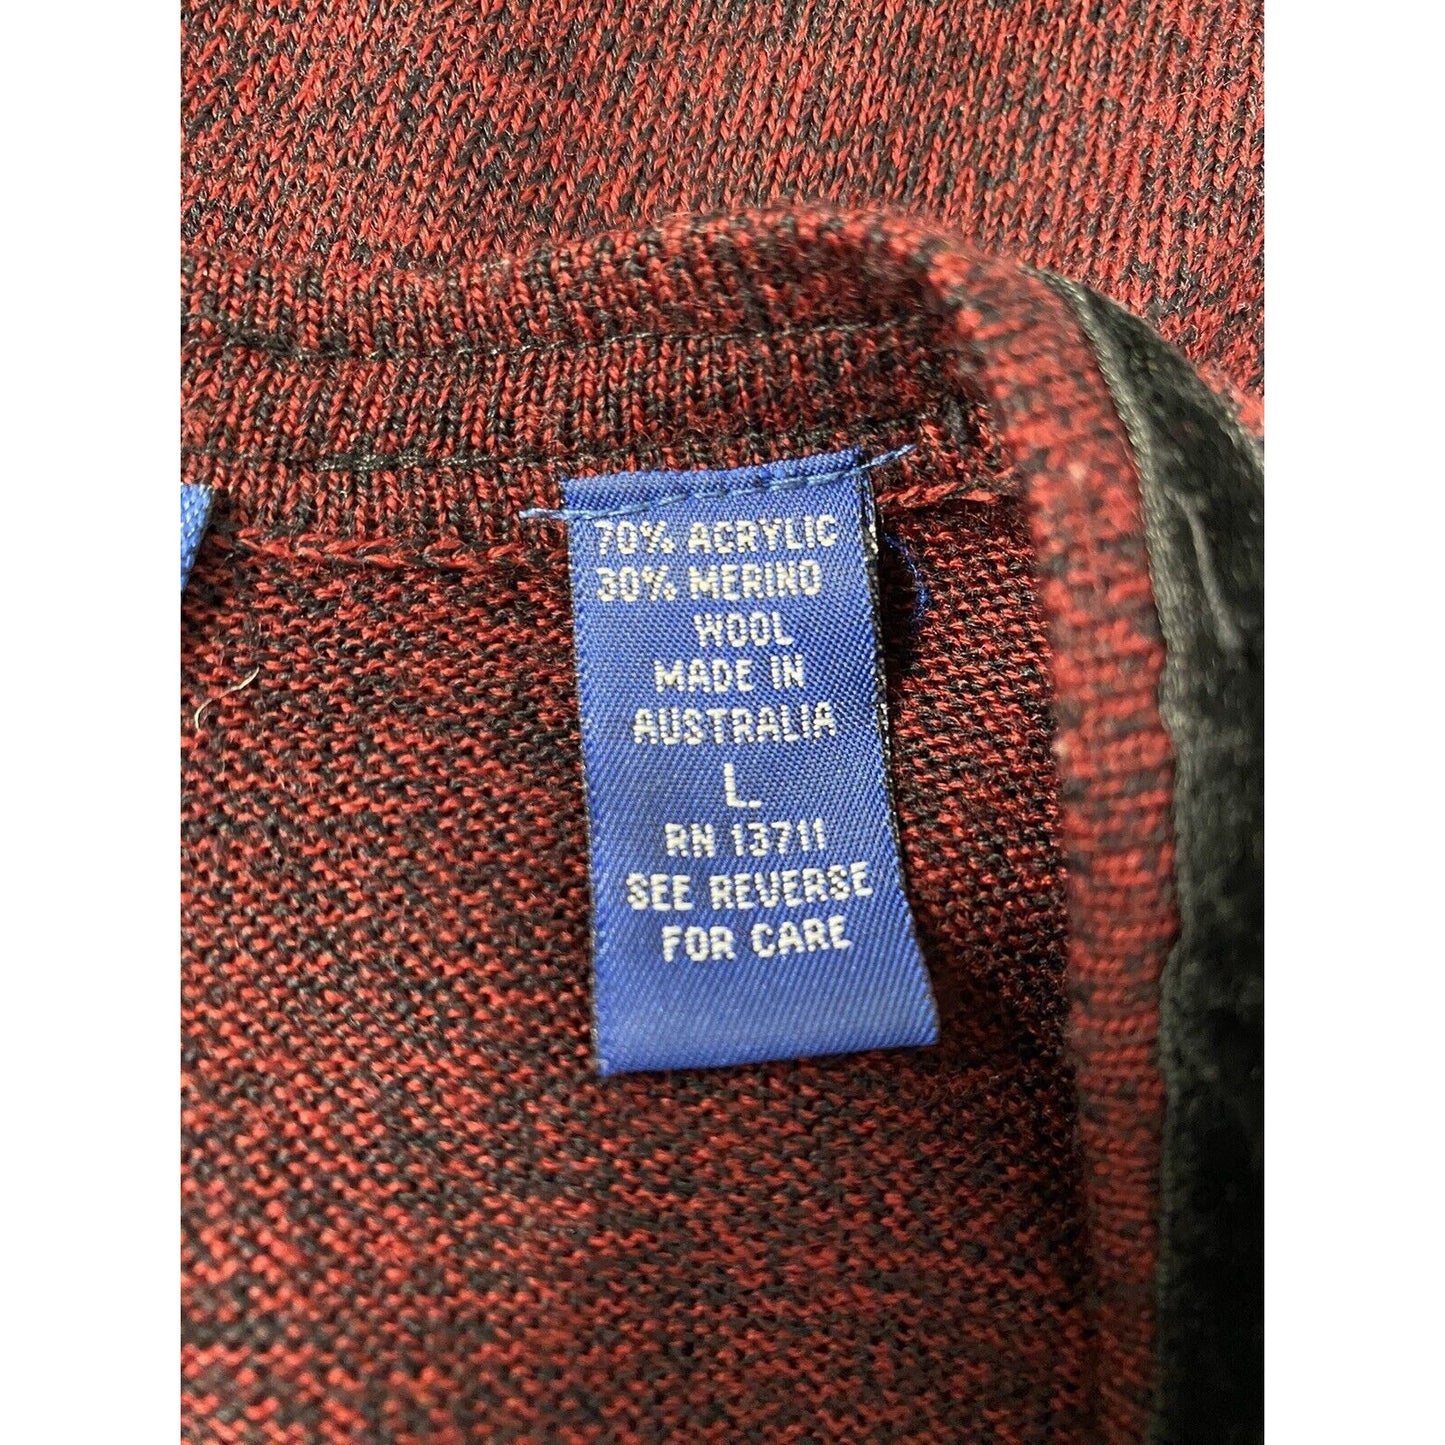 70% ACRYLIC
30% MERINO
WOOL
MADE IN
AUSTRALIA
L.
RN 13711
SEE REVERSE
FOR CARE